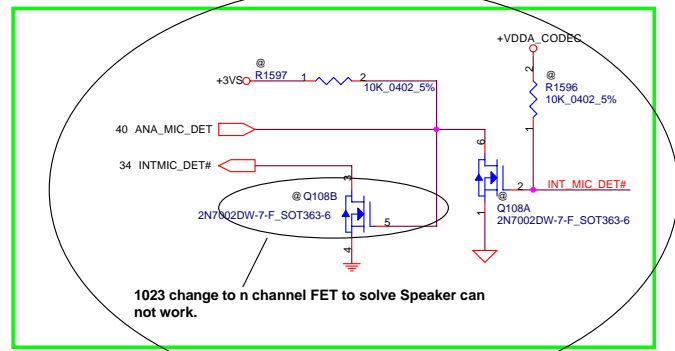 +VDDA_CODEC
@
R1597
+3VS
1
2
10K_0402_5%
2
@
R1596
10K_0402_5%
1
40 ANA_MIC_DET
6
34 INTMIC_DET#
3
2
INT_MIC_DET#
@ Q108B
2N7002DW-7-F_SOT363-6
5
4
@
Q108A
2N7002DW-7-F_SOT363-6
1
1023 change to n channel FET to solve Speaker can
not work.